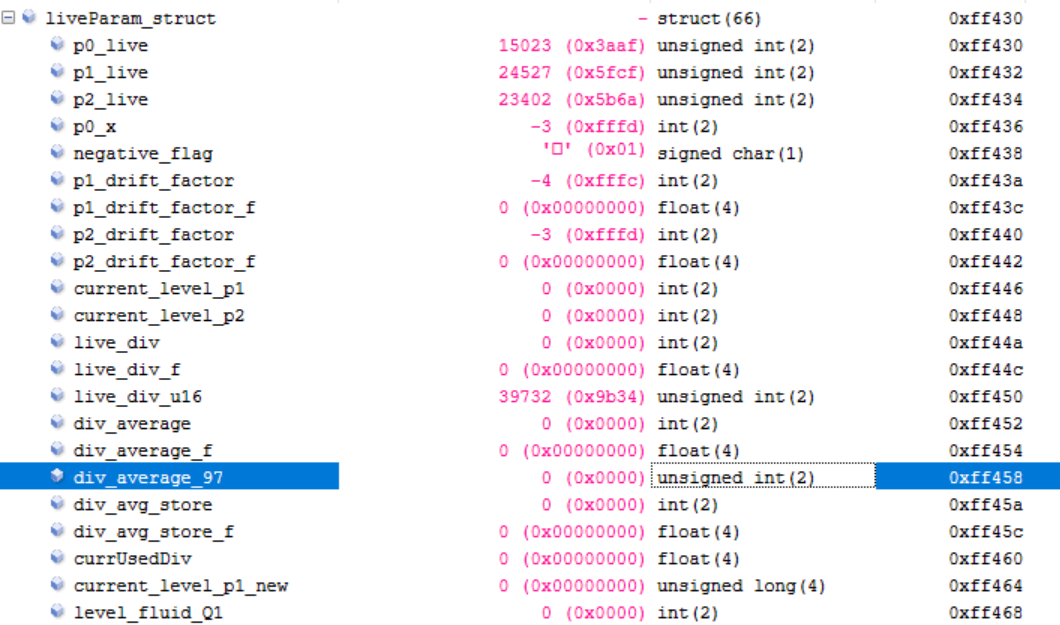 liveParam_struct - struct(66) 0xff430
p0_live 15023 (0x3aaf) unsigned int(2) 0xff430
p1_live 24527 (0x5fcf) unsigned int(2) 0xff432
p2_live 23402 (0x5b6a) unsigned int(2) 0xff434
p0_x -3 (0xfffd) int(2) 0xff436
negative_flag '□' (0x01) signed char(1) 0xff438
p1_drift_factor -4 (0xfffc) int(2) 0xff43a
p1_drift_factor_f 0 (0x00000000) float(4) 0xff43c
p2_drift_factor -3 (0xfffd) int(2) 0xff440
p2_drift_factor_f 0 (0x00000000) float(4) 0xff442
current_level_p1 0 (0x0000) int(2) 0xff446
current_level_p2 0 (0x0000) int(2) 0xff448
live_div 0 (0x0000) int(2) 0xff44a
live_div_f 0 (0x00000000) float(4) 0xff44c
live_div_u16 39732 (0x9b34) unsigned int(2) 0xff450
div_average 0 (0x0000) int(2) 0xff452
div_average_f 0 (0x00000000) float(4) 0xff454
div_average_97 0 (0x0000) unsigned int(2) 0xff458
div_avg_store 0 (0x0000) int(2) 0xff45a
div_avg_store_f 0 (0x00000000) float(4) 0xff45c
currUsedDiv 0 (0x00000000) float(4) 0xff460
current_level_p1_new 0 (0x00000000) unsigned long(4) 0xff464
level_fluid_Q1 0 (0x0000) int(2) 0xff468